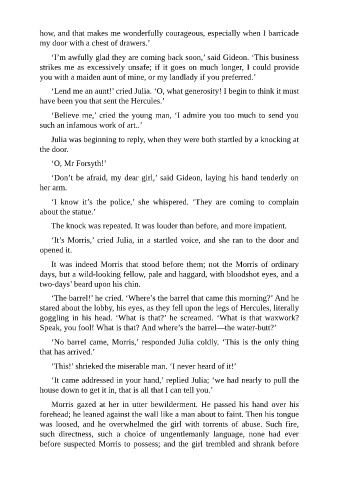 how, and that makes me wonderfully courageous, especially when I barricade
my door with a chest of drawers.’
‘I’m awfully glad they are coming back soon,’ said Gideon. ‘This business
strikes me as excessively unsafe; if it goes on much longer, I could provide
you with a maiden aunt of mine, or my landlady if you preferred.’
‘Lend me an aunt!’ cried Julia. ‘O, what generosity! I begin to think it must
have been you that sent the Hercules.’
‘Believe me,’ cried the young man, ‘I admire you too much to send you
such an infamous work of art..’
Julia was beginning to reply, when they were both startled by a knocking at
the door.
‘O, Mr Forsyth!’
‘Don’t be afraid, my dear girl,’ said Gideon, laying his hand tenderly on
her arm.
‘I know it’s the police,’ she whispered. ‘They are coming to complain
about the statue.’
The knock was repeated. It was louder than before, and more impatient.
‘It’s Morris,’ cried Julia, in a startled voice, and she ran to the door and
opened it.
It was indeed Morris that stood before them; not the Morris of ordinary
days, but a wild-looking fellow, pale and haggard, with bloodshot eyes, and a
two-days’ beard upon his chin.
‘The barrel!’ he cried. ‘Where’s the barrel that came this morning?’ And he
stared about the lobby, his eyes, as they fell upon the legs of Hercules, literally
goggling in his head. ‘What is that?’ he screamed. ‘What is that waxwork?
Speak, you fool! What is that? And where’s the barrel—the water-butt?’
‘No barrel came, Morris,’ responded Julia coldly. ‘This is the only thing
that has arrived.’
‘This!’ shrieked the miserable man. ‘I never heard of it!’
‘It came addressed in your hand,’ replied Julia; ‘we had nearly to pull the
house down to get it in, that is all that I can tell you.’
Morris gazed at her in utter bewilderment. He passed his hand over his
forehead; he leaned against the wall like a man about to faint. Then his tongue
was loosed, and he overwhelmed the girl with torrents of abuse. Such fire,
such directness, such a choice of ungentlemanly language, none had ever
before suspected Morris to possess; and the girl trembled and shrank before